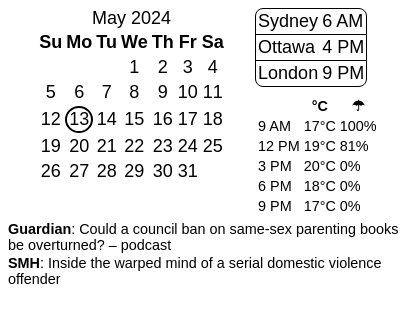 May 2024
Su Mo Tu We Th Fr Sa
1 2 3 4
5 6 7 8 9 10 11
12 13 14 15 16 17 18
19 20 21 22 23 24 25
26 27 28 29 30 31
Sydney 6 AM
Ottawa 4 PM
London 9 PM
°C ☂
9 AM 17°C 100%
12 PM 19°C 81%
3 PM 20°C 0%
6 PM 18°C 0%
9 PM 17°C 0%
Guardian: Could a council ban on same-sex parenting books
be overturned? – podcast
SMH: Inside the warped mind of a serial domestic violence
offender